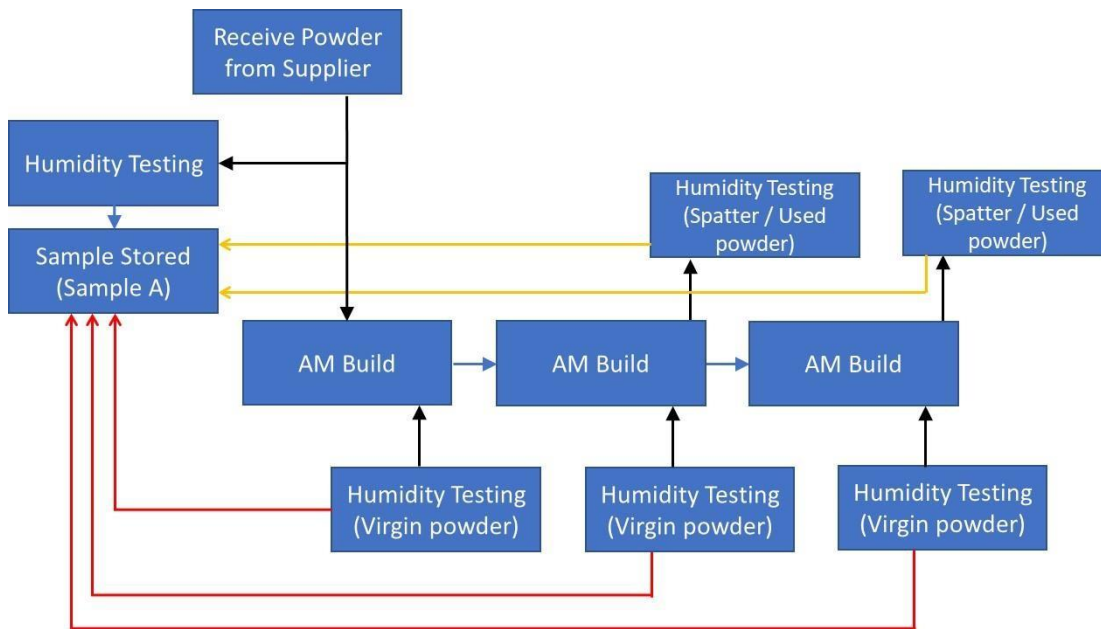 Receive Powder
from Supplier
Humidity Testing
Humidity Testing
(Spatter / Used
powder)
Humidity Testing
(Spatter / Used
powder)
Sample Stored
(Sample A)
AM Build
AM Build
AM Build
Humidity Testing
(Virgin powder)
Humidity Testing
(Virgin powder)
Humidity Testing
(Virgin powder)